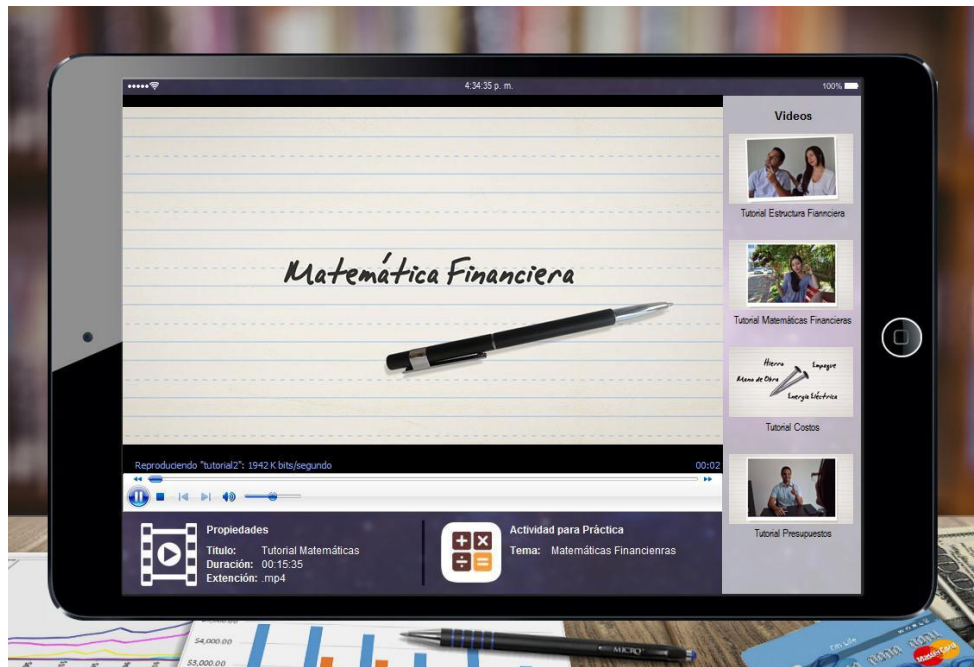 4:34:35 p. m.
100%
Matemática Financiera
Reproduciendo "tutorial2": 1942 K bits/segundo
00:02
Propiedades
Título: Tutorial Matemáticas
Duración: 00:15:35
Extención: .mp4
Actividad para Práctica
Tema: Matemáticas Financienras
Videos
Tutorial Estructura Fiannciera
Tutorial Matemáticas Financieras
Hierro
Empaque
Mano de Obra
Energía Eléctrica
Tutorial Costos
Tutorial Presupuestos
$4,000.00
$3,000.00
MICRO
MasterCard